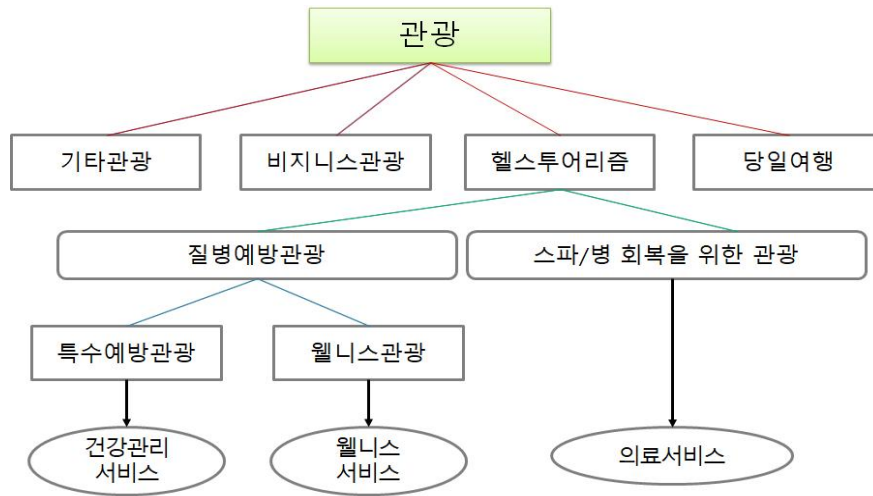 관광
기타관광
비지니스관광
헬스투어리즘
당일여행
질병예방관광
스파/병 회복을 위한 관광
특수예방관광
웰니스관광
건강관리
서비스
웰니스
서비스
의료서비스